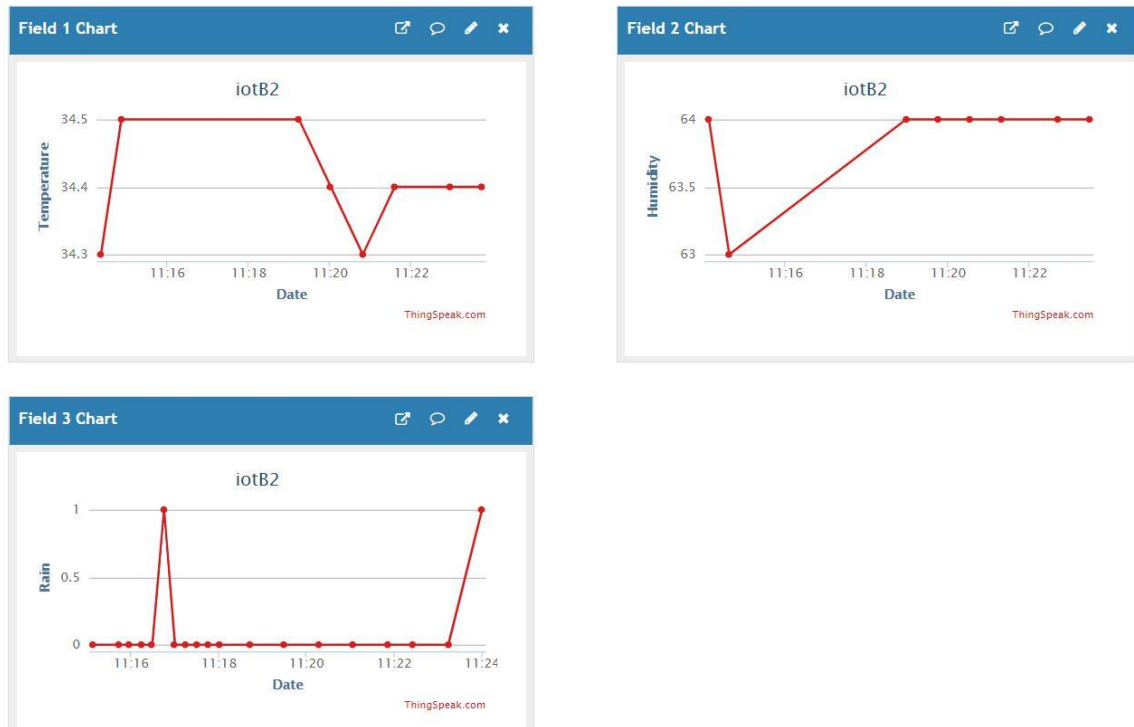 Field 1 Chart
iotB2
34.5
34.4
34.3
Temperature
11:16 11:18 11:20 11:22
Date
ThingSpeak.com
Field 2 Chart
iotB2
64
63.5
63
Humidity
11:16 11:18 11:20 11:22
Date
ThingSpeak.com
Field 3 Chart
iotB2
1
0.5
0
Rain
11:16 11:18 11:20 11:22 11:24
Date
ThingSpeak.com